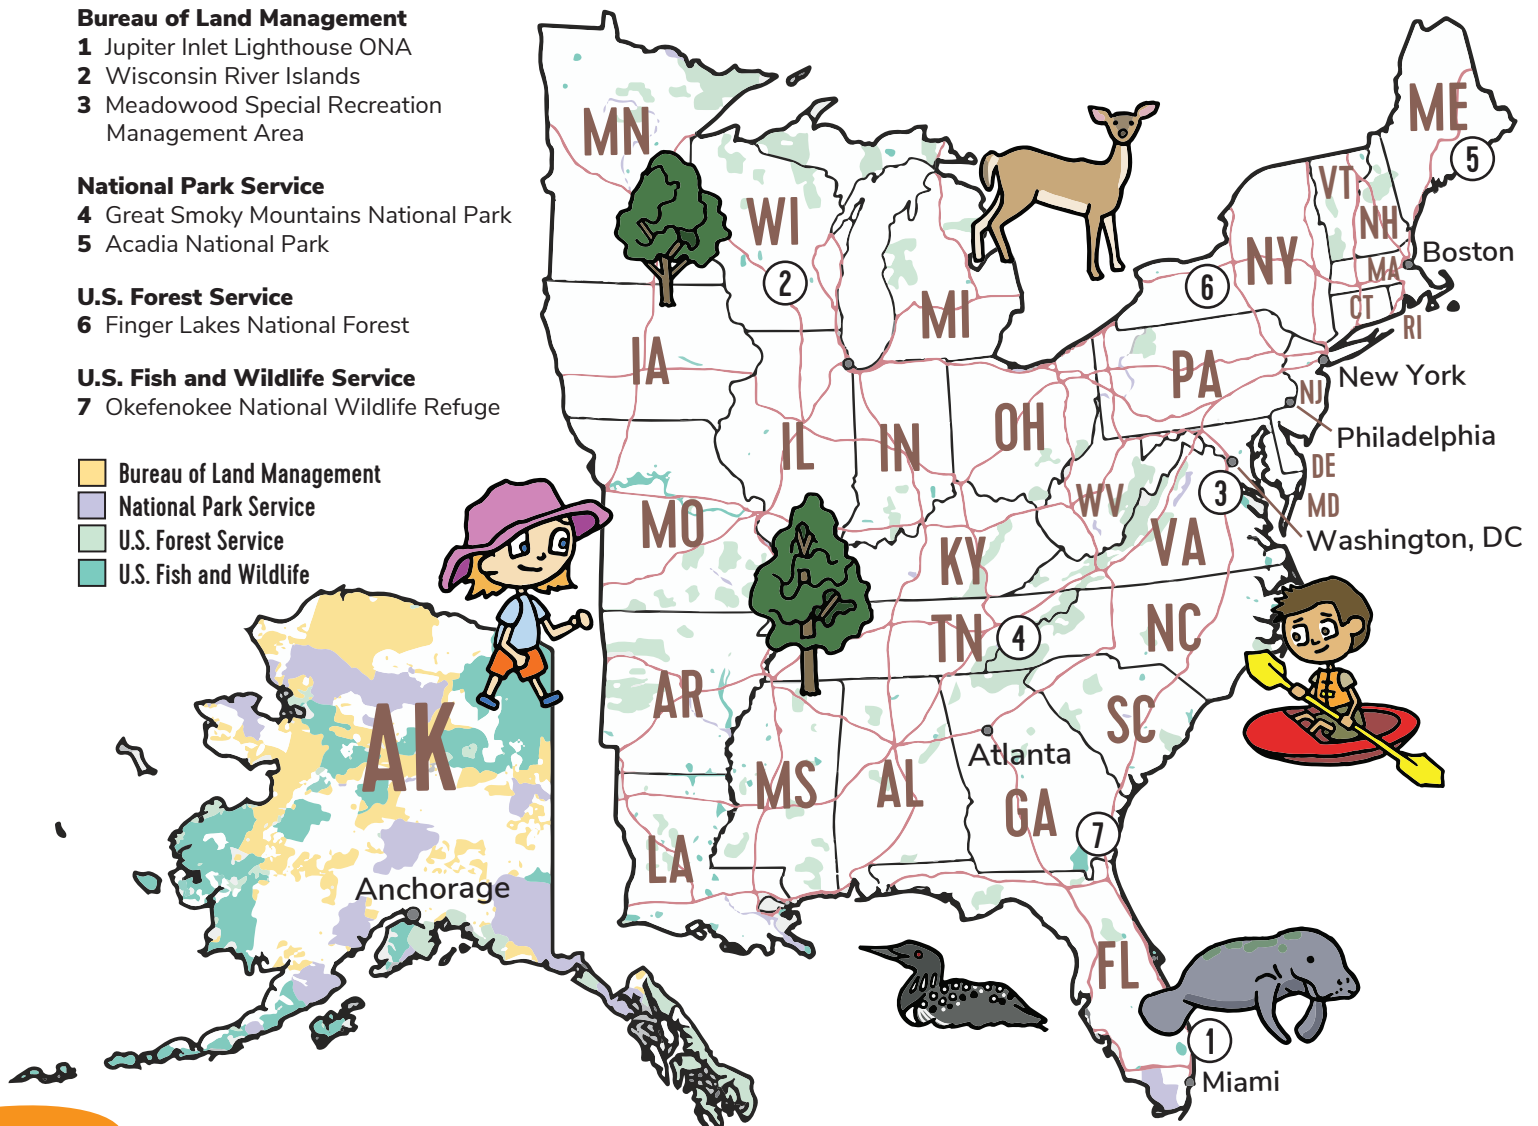 Bureau of Land Management
1 Jupiter Inlet Lighthouse ONA
2 Wisconsin River Islands
3 Meadowood Special Recreation
Management Area
National Park Service
4 Great Smoky Mountains National Park
5 Acadia National Park
U.S. Forest Service
6 Finger Lakes National Forest
U.S. Fish and Wildlife Service
7 Okefenokee National Wildlife Refuge
Bureau of Land Management
National Park Service
U.S. Forest Service
U.S. Fish and Wildlife
MN
ME
5
VT
WI
NH
2
NY
Boston
MA
6
MI
CT
RI
IA
PA
New York
NJ
OH
IL
IN
Philadelphia
DE
3
WV
MD
MO
VA
Washington, DC
KY
TN
4
NC
AR
SC
AK
Atlanta
MS
AL
GA
7
LA
Anchorage
FL
1
Miami